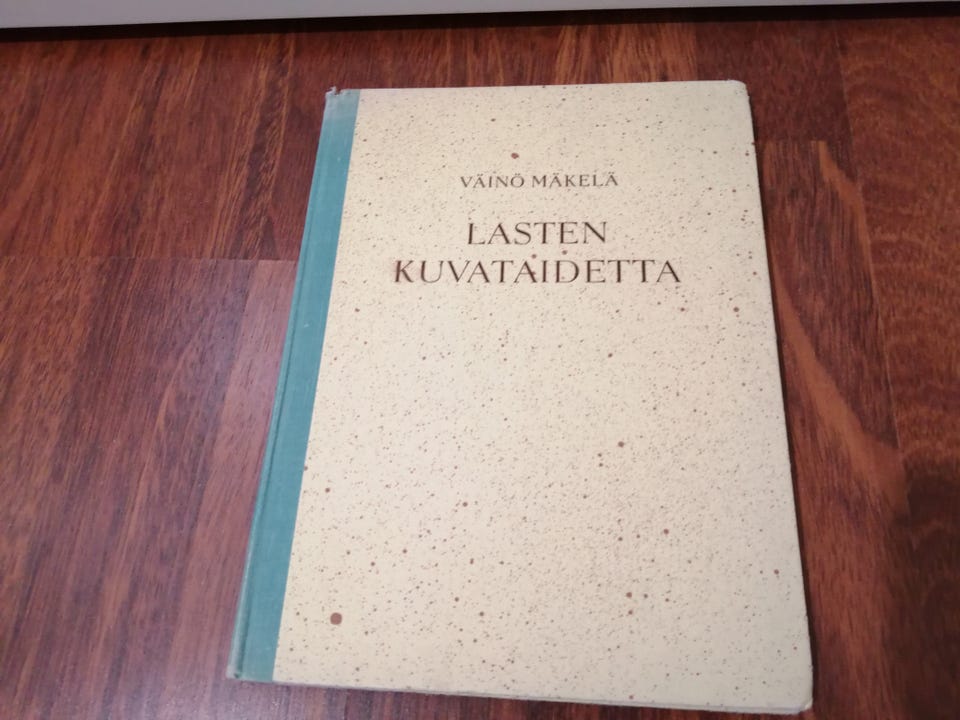 VÄINÖ MÄKELÄ
LASTEN
KUVATAIDETTA